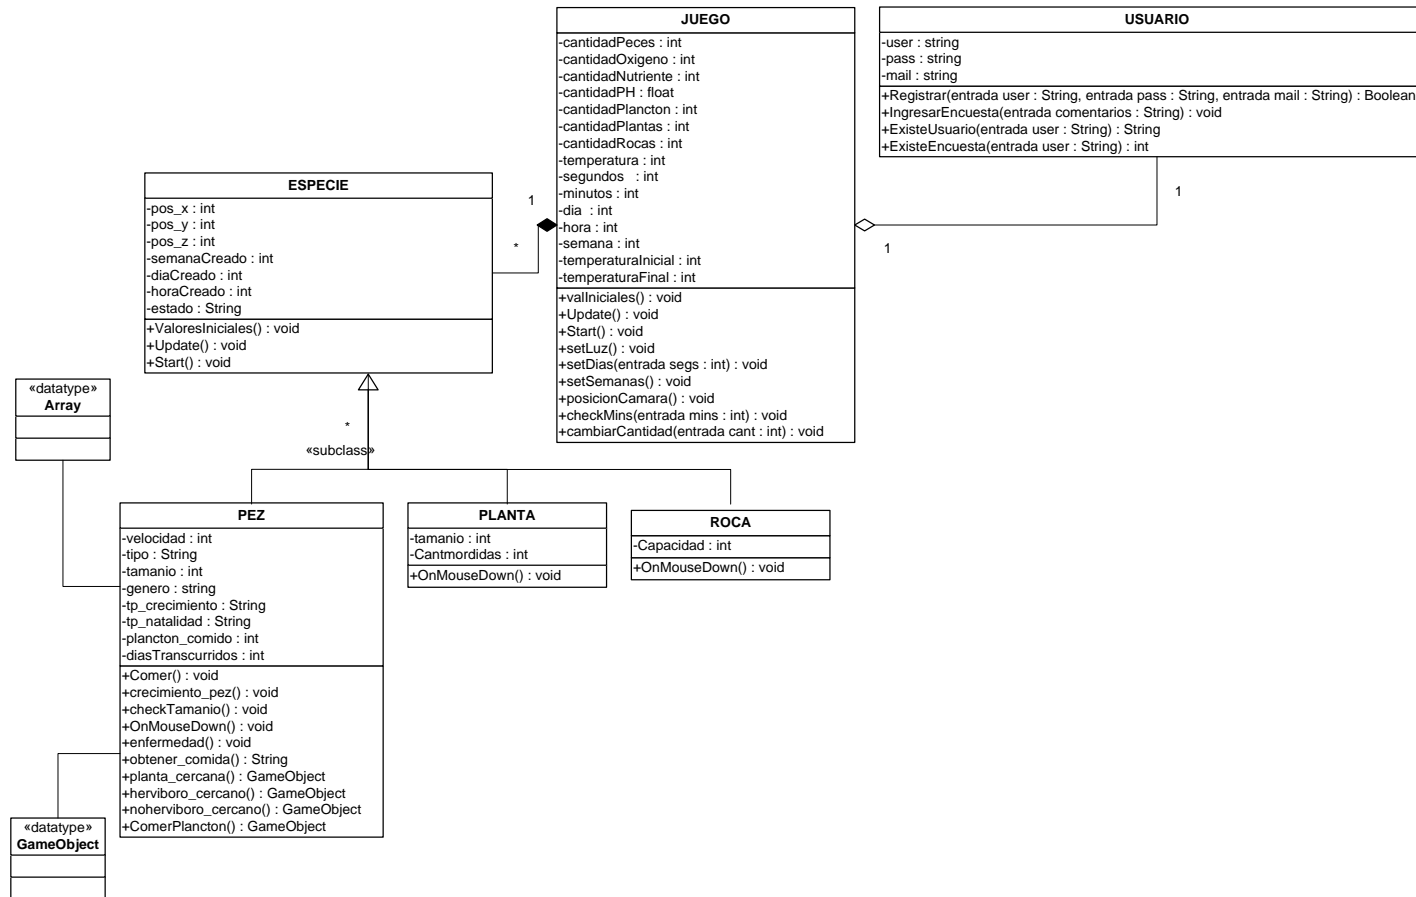 JUEGO
-cantidadPeces : int
-cantidadOxigeno : int
-cantidadNutriente : int
-cantidadPH : float
-cantidadPlancton : int
-cantidadPlantas : int
-cantidadRocas : int
-temperatura : int
-segundos : int
-minutos : int
-dia : int
-hora : int
-semana : int
-temperaturaInicial : int
-temperaturaFinal : int
+valIniciales() : void
+Update() : void
+Start() : void
+setLuz() : void
+setDias(entrada segs : int) : void
+setSemanas() : void
+posicionCamara() : void
+checkMins(entrada mins : int) : void
+cambiarCantidad(entrada cant : int) : void
USUARIO
-user : string
-pass : string
-mail : string
+Registrar(entrada user : String, entrada pass : String, entrada mail : String) : Boolean
+IngresarEncuesta(entrada comentarios : String) : void
+ExisteUsuario(entrada user : String) : String
+ExisteEncuesta(entrada user : String) : int
1
1
1
*
ESPECIE
-pos_x : int
-pos_y : int
-pos_z : int
-semanaCreado : int
-diaCreado : int
-horaCreado : int
-estado : String
+ValoresIniciales() : void
+Update() : void
+Start() : void
*
«subclass»
«datatype»
Array
PEZ
-velocidad : int
-tipo : String
-tamanio : int
-genero : string
-tp_crecimiento : String
-tp_natalidad : String
-plancton_comido : int
-diasTranscurridos : int
+Comer() : void
+crecimiento_pez() : void
+checkTamanio() : void
+OnMouseDown() : void
+enfermedad() : void
+obtener_comida() : String
+planta_cercana() : GameObject
+herviboro_cercano() : GameObject
+noherviboro_cercano() : GameObject
+ComerPlancton() : GameObject
PLANTA
-tamanio : int
-Cantmordidas : int
+OnMouseDown() : void
ROCA
-Capacidad : int
+OnMouseDown() : void
«datatype»
GameObject